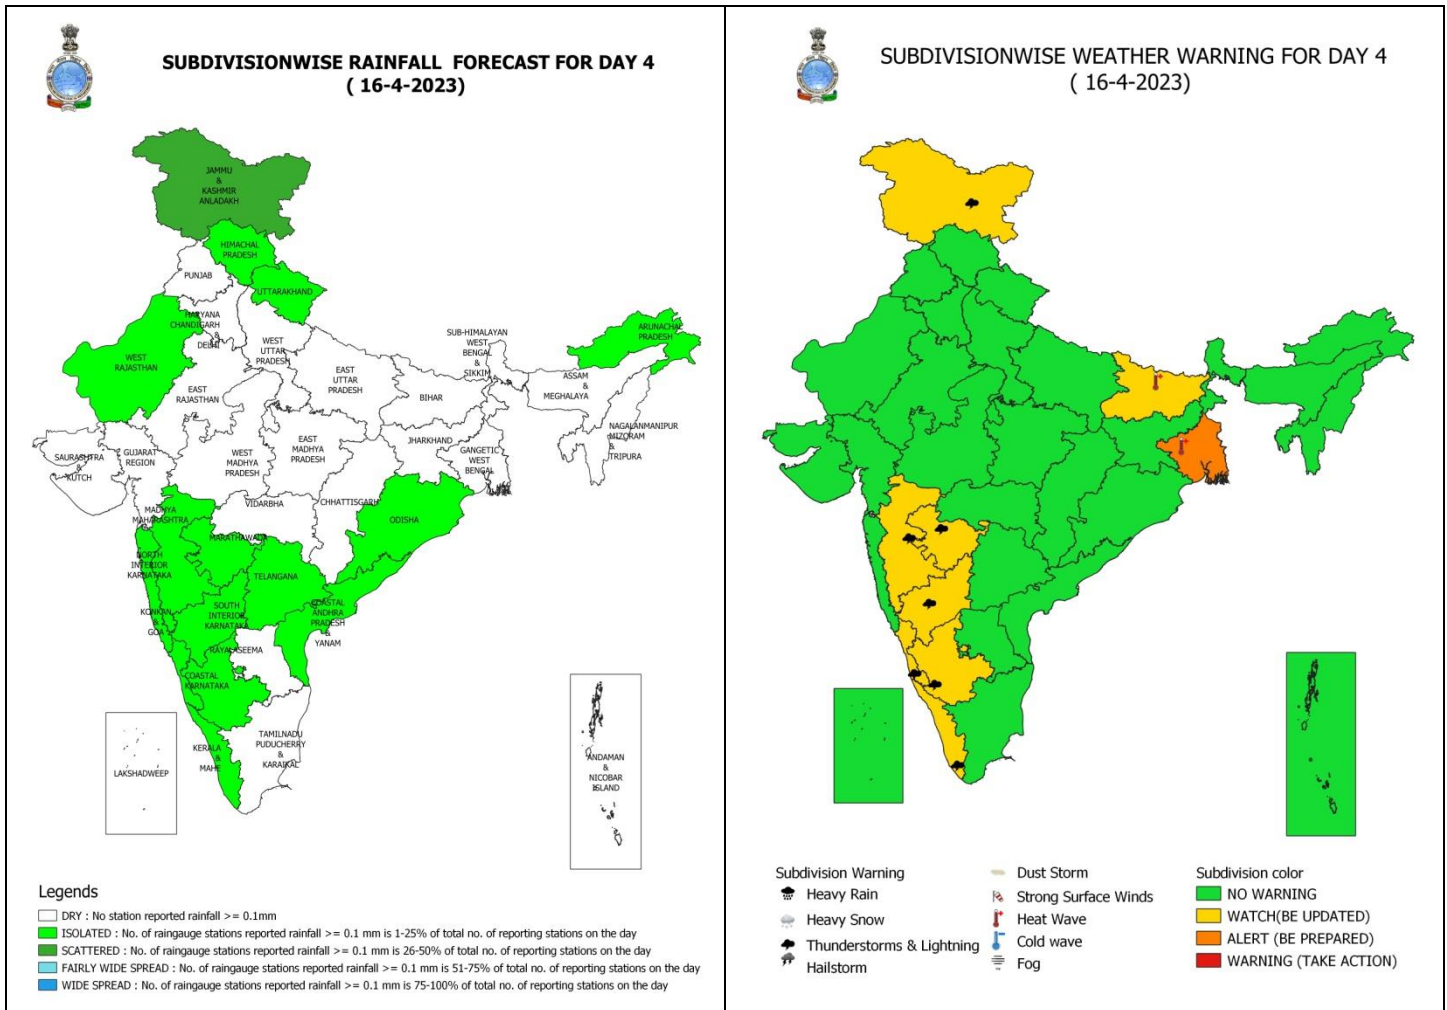 SUBDIVISIONWISE RAINFALL FORECAST FOR DAY 4
( 16-4-2023)
JAMMU
&
KASHMIR
ANLADAKH
HIMACHAL
PRADESH
PUNJAB
UTTARAKHAND
HARYANA
CHANDIGARH
&
DELHI
WEST
RAJASTHAN
WEST
UTTAR
PRADESH
SUB-HIMALAYAN
WEST
BENGAL
&
SIKKIM
ARUNACHAL
PRADESH
EAST
RAJASTHAN
EAST
UTTAR
PRADESH
BIHAR
ASSAM
&
MEGHALAYA
NAGALANMANIPUR
MIZORAM
&
TRIPURA
SAURASHTRA
&
KUTCH
GUJARAT
REGION
WEST
MADHYA
PRADESH
EAST
MADHYA
PRADESH
JHARKHAND
GANGETIC
WEST
BENGAL
VIDARBHA
CHHATTISGARH
ODISHA
MADHYA
MAHARASHTRA
MARATHAWADA
NORTH
INTERIOR
KARNATAKA
TELANGANA
KONKAN
&
GOA
SOUTH
INTERIOR
KARNATAKA
COASTAL
ANDHRA
PRADESH
&
YANAM
RAYALASEEMA
COASTAL
KARNATAKA
KERALA
&
MAHE
TAMILNADU
PUDUCHERRY
&
KARAIKAL
LAKSHADWEEP
ANDAMAN
&
NICOBAR
ISLAND
Legends
DRY : No station reported rainfall >= 0.1mm
ISOLATED : No. of raingauge stations reported rainfall >= 0.1 mm is 1-25% of total no. of reporting stations on the day
SCATTERED : No. of raingauge stations reported rainfall >= 0.1 mm is 26-50% of total no. of reporting stations on the day
FAIRLY WIDE SPREAD : No. of raingauge stations reported rainfall >= 0.1 mm is 51-75% of total no. of reporting stations on the day
WIDE SPREAD : No. of raingauge stations reported rainfall >= 0.1 mm is 75-100% of total no. of reporting stations on the day
SUBDIVISIONWISE WEATHER WARNING FOR DAY 4
( 16-4-2023)
Subdivision Warning
Heavy Rain
Heavy Snow
Thunderstorms & Lightning
Hailstorm
Dust Storm
Strong Surface Winds
Heat Wave
Cold wave
Fog
Subdivision color
NO WARNING
WATCH(BE UPDATED)
ALERT (BE PREPARED)
WARNING (TAKE ACTION)